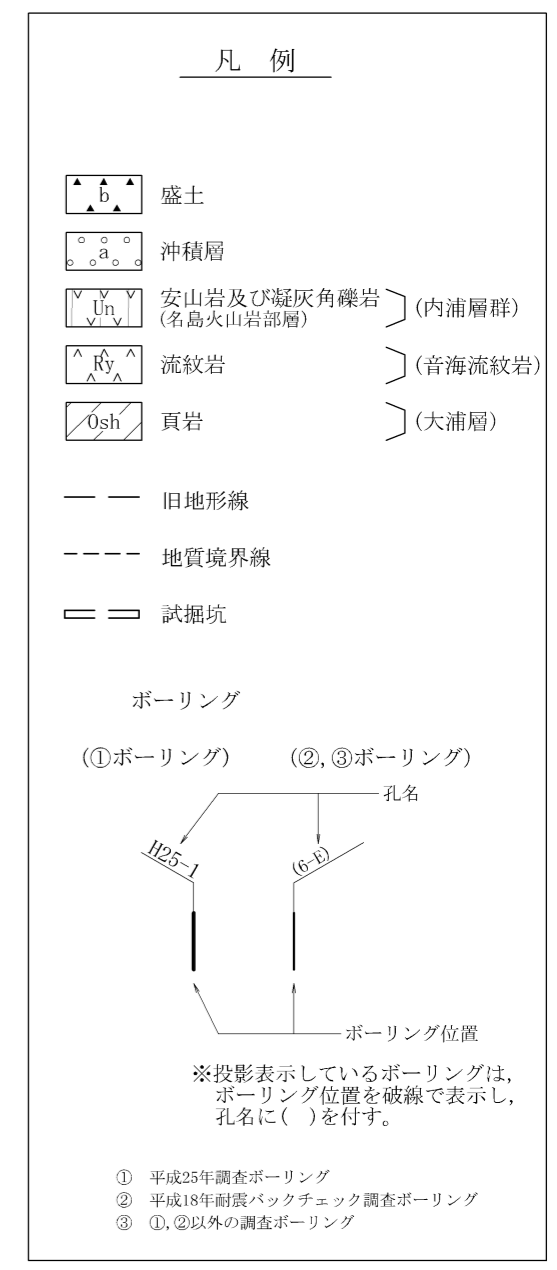 凡 例
b 盛土
a 沖積層
Un 安山岩及び凝灰角礫岩 (内浦層群)
(名島火山岩部層)
Ry 流紋岩 (音海流紋岩)
Osh 頁岩 (大浦層)
旧地形線
地質境界線
試掘坑
ボーリング
(①ボーリング) (②,③ボーリング)
孔名
H25-1 (6-E)
ボーリング位置
※投影表示しているボーリングは,
ボーリング位置を破線で表示し,
孔名に( )を付す。
① 平成25年調査ボーリング
② 平成18年耐震バックチェック調査ボーリング
③ ①,②以外の調査ボーリング